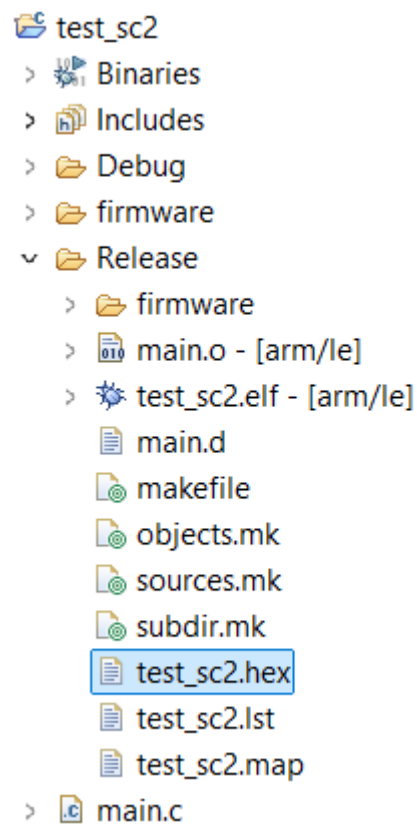 test_sc2
Binaries
Includes
Debug
firmware
Release
firmware
main.o - [arm/le]
test_sc2.elf - [arm/le]
main.d
makefile
objects.mk
sources.mk
subdir.mk
test_sc2.hex
test_sc2.lst
test_sc2.map
main.c